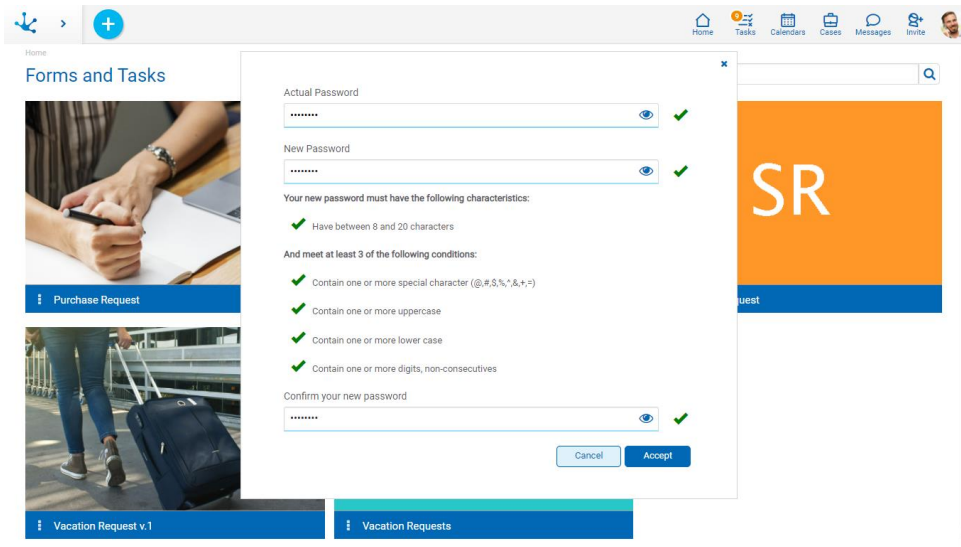 9
Home
Tasks
Calendars
Cases
Messages
Invite
Home
Forms and Tasks
Actual Password
••••••••
New Password
••••••••
Your new password must have the following characteristics:
Have between 8 and 20 characters
And meet at least 3 of the following conditions:
Contain one or more special character (@,#,$,%,^,&,+,=)
Contain one or more uppercase
Contain one or more lower case
Contain one or more digits, non-consecutives
Confirm your new password
••••••••
Cancel
Accept
SR
Purchase Request
Vacation Request v.1
Vacation Requests